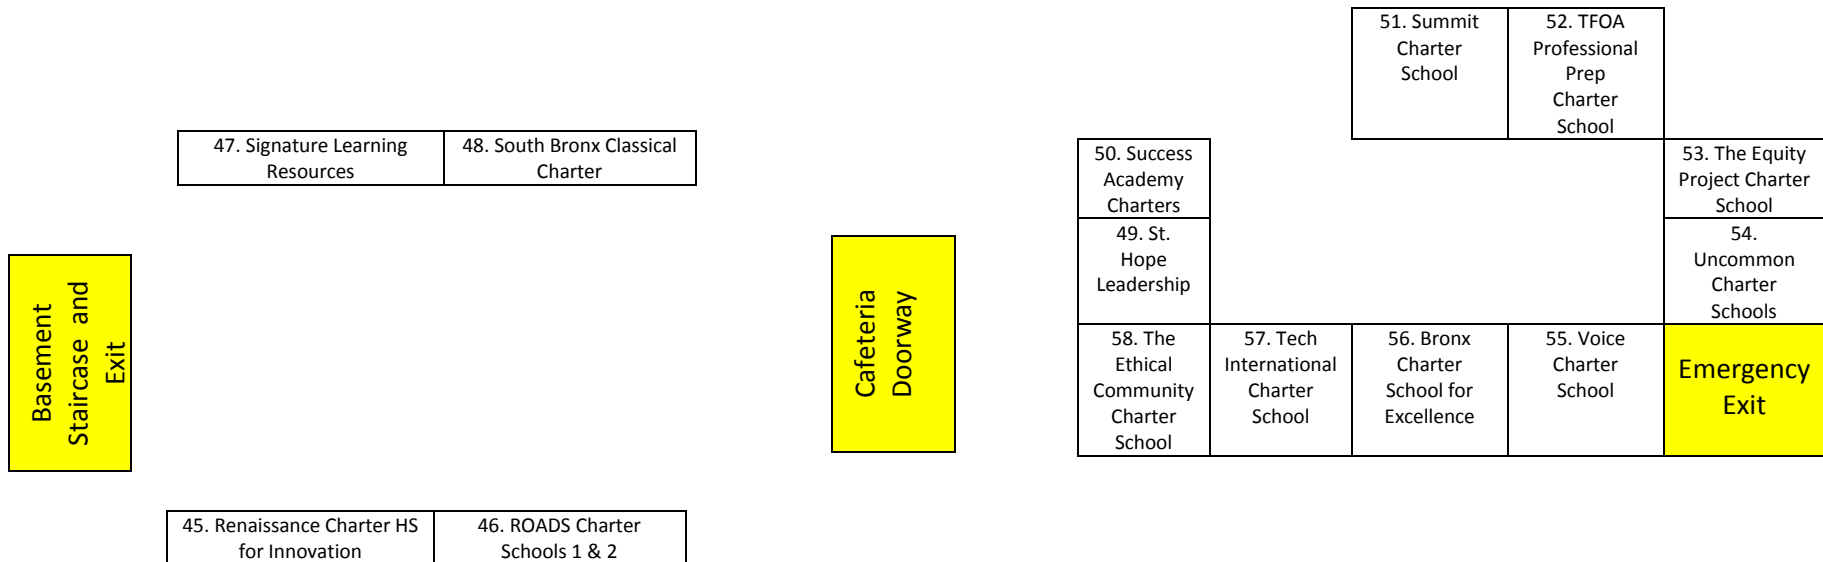 51. Summit
Charter
School
52. TFOA
Professional
Prep
Charter
School
47. Signature Learning
Resources
48. South Bronx Classical
Charter
50. Success
Academy
Charters
53. The Equity
Project Charter
School
49. St.
Hope
Leadership
54.
Uncommon
Charter
Schools
Basement
Staircase and
Exit
Cafeteria
Doorway
58. The
Ethical
Community
Charter
School
57. Tech
International
Charter
School
56. Bronx
Charter
School for
Excellence
55. Voice
Charter
School
Emergency
Exit
45. Renaissance Charter HS
for Innovation
46. ROADS Charter
Schools 1 & 2